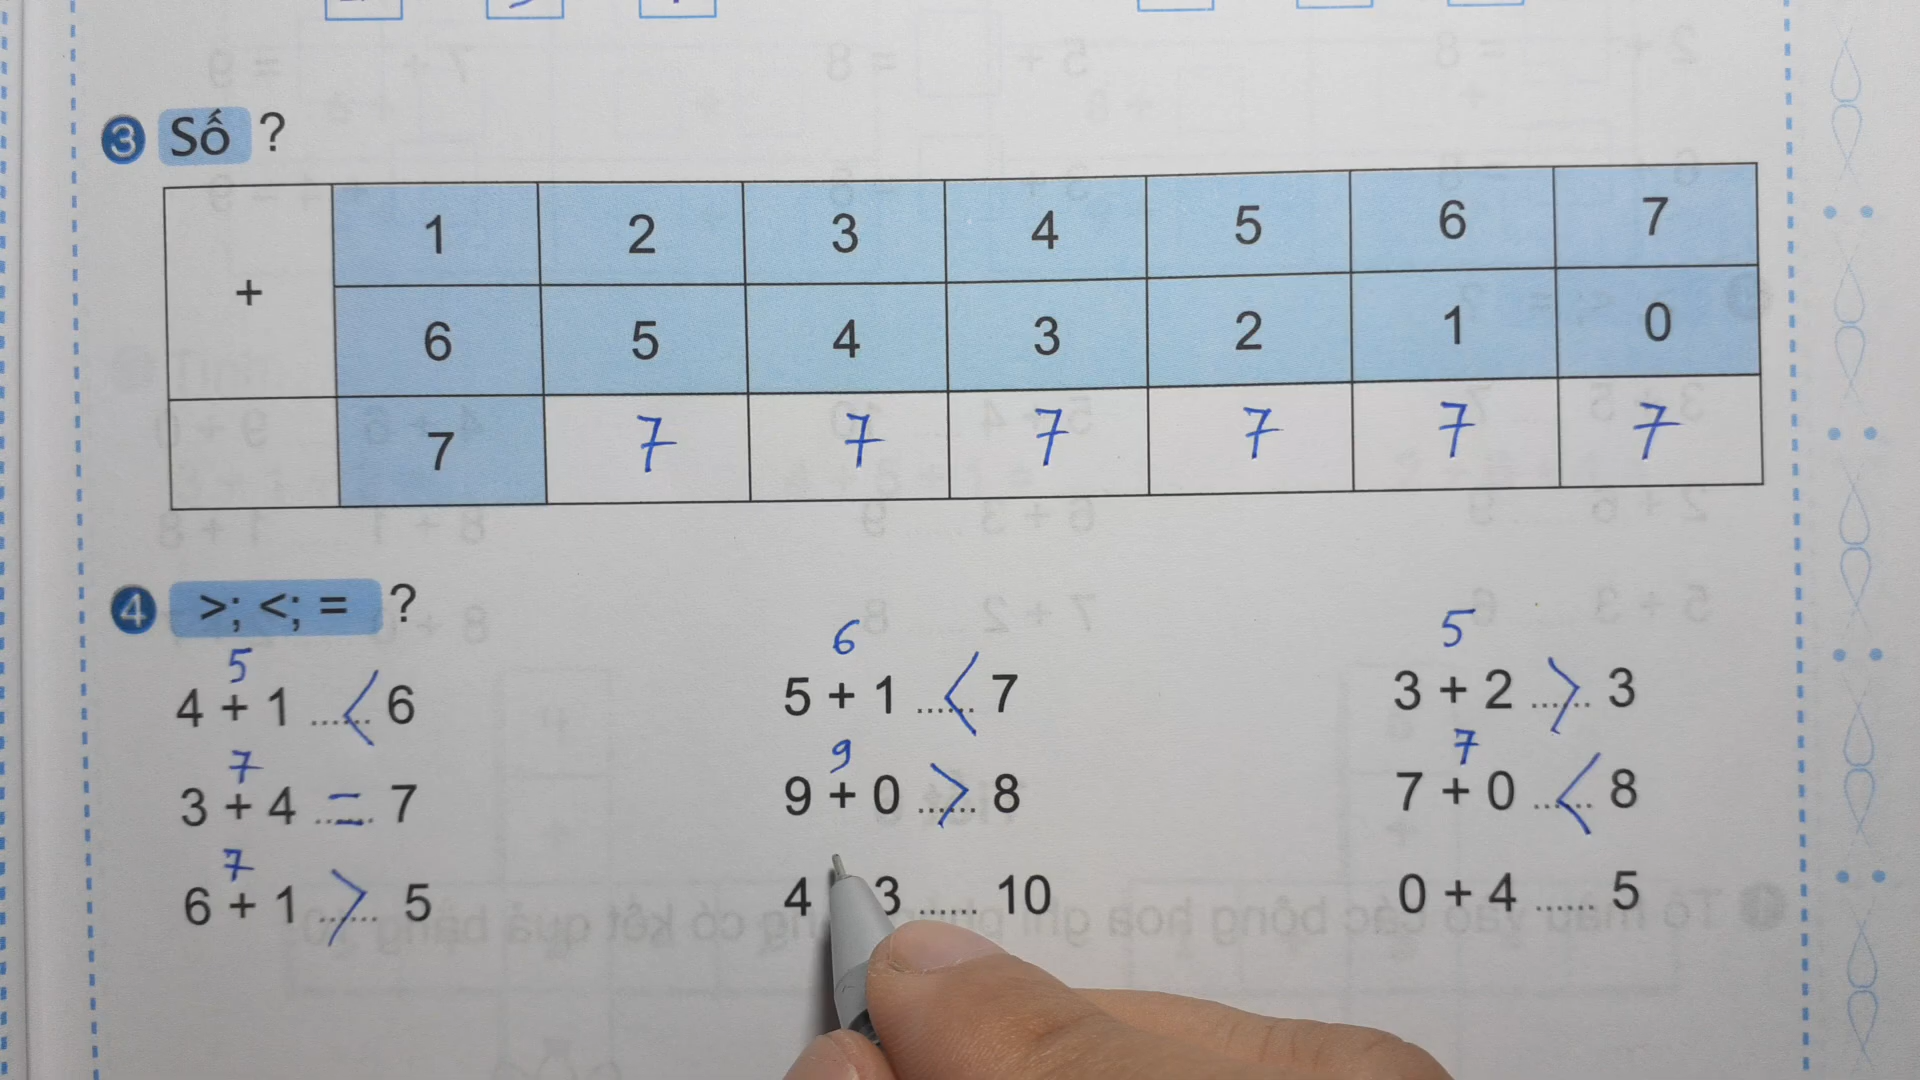 3 Số ?
+ 1 2 3 4 5 6 7
6 5 4 3 2 1 0
7 7 7 7 7 7 7
4 >; <; = ?
5 6 5
4 + 1 ...<... 6 5 + 1 ...<... 7 3 + 2 ...>... 3
7 9 7
3 + 4 ...=... 7 9 + 0 ...>... 8 7 + 0 ...<... 8
7
6 + 1 ...>... 5 4 3 ...... 10 0 + 4 ...... 5